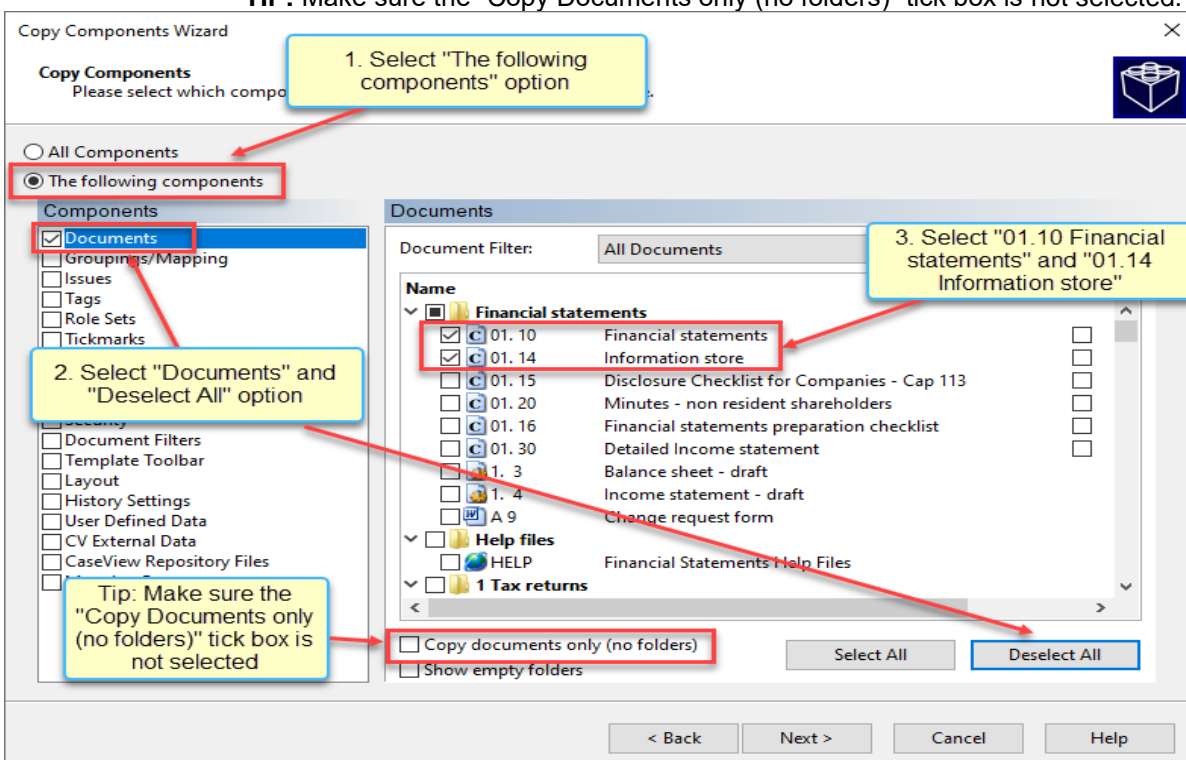 TIP: Make sure the "Copy Documents only (no folders)" tick box is not selected.
Copy Components Wizard
1. Select "The following
components" option
Copy Components
Please select which compo
All Components
The following components
Components
Documents
Documents
Groupings/Mapping
Issues
Tags
Role Sets
Tickmarks
2. Select "Documents" and
"Deselect All" option
Security
Document Filters
Template Toolbar
Layout
History Settings
User Defined Data
CV External Data
CaseView Repository Files
Tip: Make sure the
"Copy Documents only
(no folders)" tick box is
not selected
Document Filter: All Documents
3. Select "01.10 Financial
statements" and "01.14
Information store"
Name
Financial statements
01. 10 Financial statements
01. 14 Information store
01. 15 Disclosure Checklist for Companies - Cap 113
01. 20 Minutes - non resident shareholders
01. 16 Financial statements preparation checklist
01. 30 Detailed Income statement
1. 3 Balance sheet - draft
1. 4 Income statement - draft
A 9 Change request form
Help files
HELP Financial Statements Help Files
1 Tax returns
Copy documents only (no folders)
Show empty folders
Select All
Deselect All
< Back
Next >
Cancel
Help